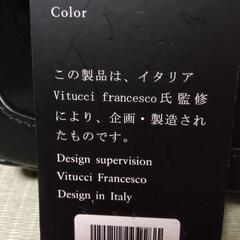 Color
この製品は、イタリア
Vitucci francesco氏監修
により、企画・製造され
たものです。
Design supervision
Vitucci Francesco
Design in Italy